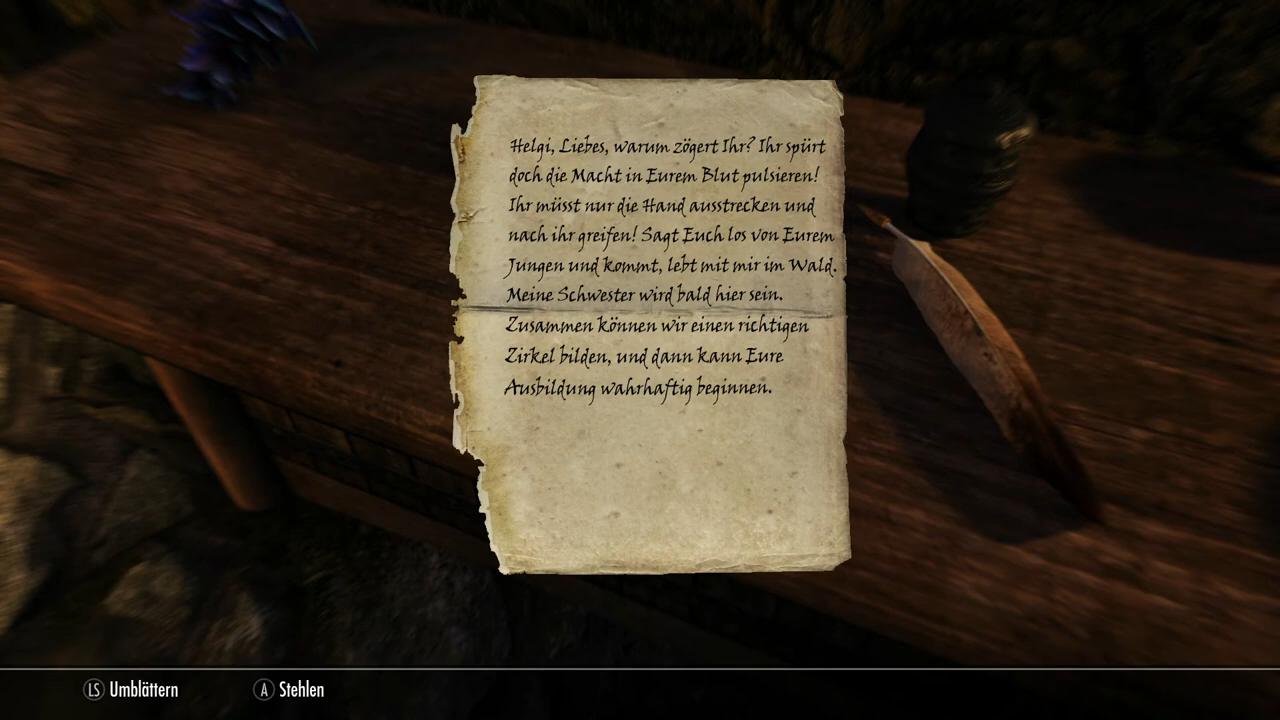 Helgi, Liebes, warum zögert Ihr? Ihr spürt
doch die Macht in Eurem Blut pulsieren!
Ihr müsst nur die Hand ausstrecken und
nach ihr greifen! Sagt Euch los von Eurem
Jungen und kommt, lebt mit mir im Wald.
Meine Schwester wird bald hier sein.
Zusammen können wir einen richtigen
Zirkel bilden, und dann kann Eure
Ausbildung wahrhaftig beginnen.
LS Umblättern A Stehlen